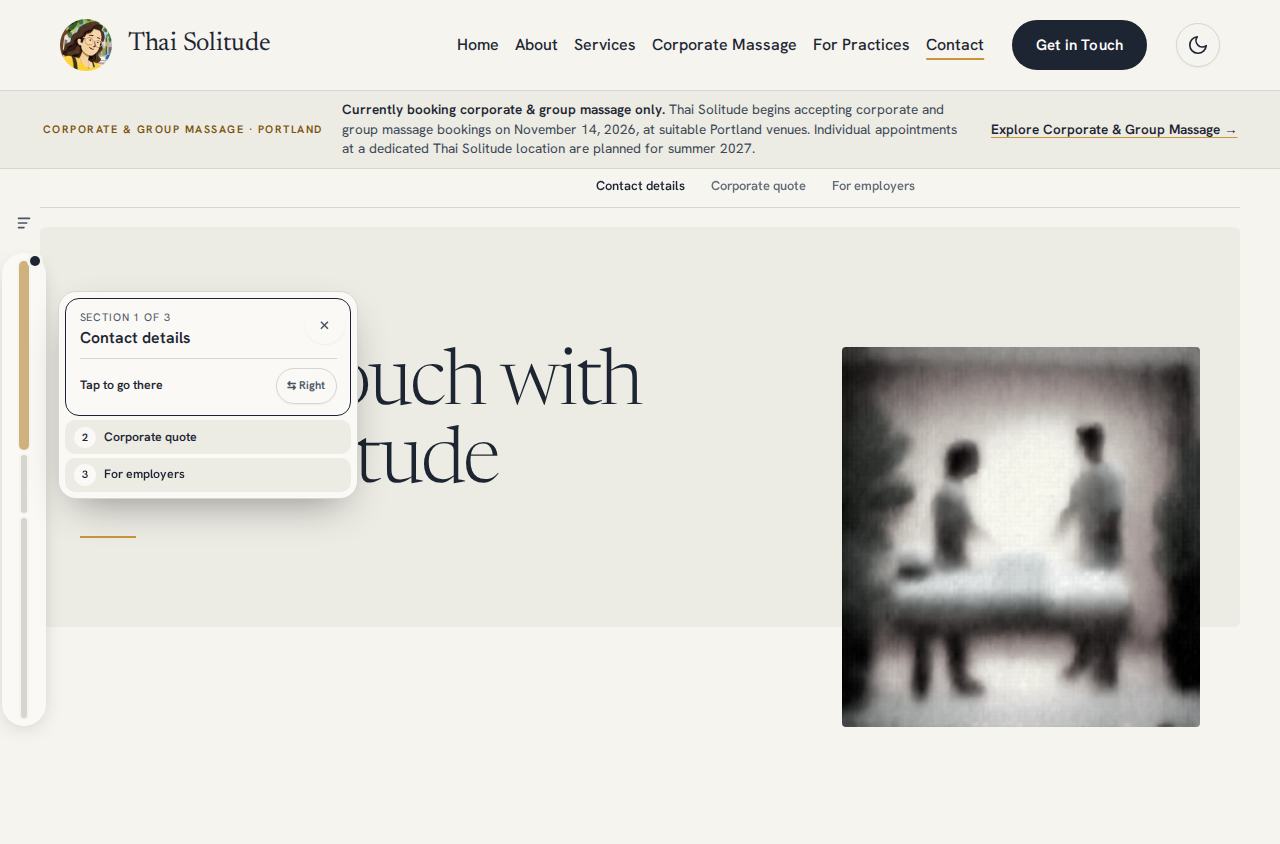 Thai Solitude
Home About Services Corporate Massage For Practices Contact Get in Touch
CORPORATE & GROUP MASSAGE · PORTLAND
Currently booking corporate & group massage only. Thai Solitude begins accepting corporate and
group massage bookings on November 14, 2026, at suitable Portland venues. Individual appointments
at a dedicated Thai Solitude location are planned for summer 2027.
Explore Corporate & Group Massage →
Contact details Corporate quote For employers
SECTION 1 OF 3
Contact details
×
Tap to go there
⇆ Right
2 Corporate quote
3 For employers
ouch with
tude